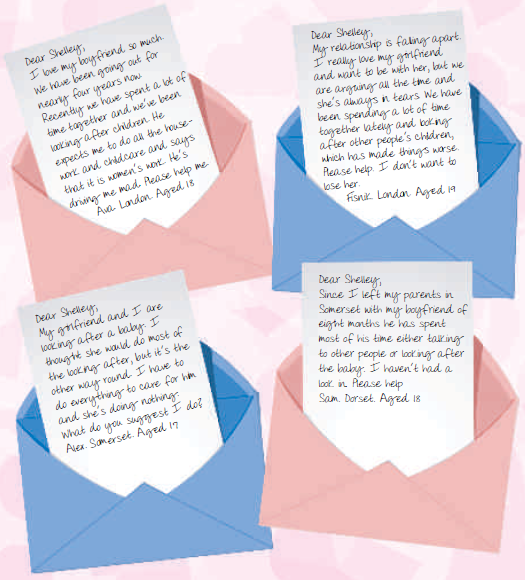 Dear Shelley,
I love my boyfriend so much.
We have been going out for
nearly four years now.
Recently we have spent a lot of
time together and we've been
looking after children. He
expects me to do all the house-
work and childcare and says
that it is women's work. He's
driving me mad. Please help me.
Ava. London. Aged 18
Dear Shelley,
My relationship is falling apart.
I really love my girlfriend
and want to be with her, but we
are arguing all the time and
she's always in tears. We have
been spending a lot of time
together lately and looking
after other people's children,
which has made things worse.
Please help. I don't want to
lose her.
Fisnik. London. Aged 19
Dear Shelley,
My girlfriend and I are
looking after a baby. I
thought she would do most of
the looking after, but it's the
other way round. I have to
do everything to care for him
and she's doing nothing.
What do you suggest I do?
Alex. Somerset. Aged 17
Dear Shelley,
Since I left my parents in
Somerset with my boyfriend of
eight months he has spent
most of his time either talking
to other people or looking after
the baby. I haven't had a
look in. Please help
Sam. Dorset. Aged 18